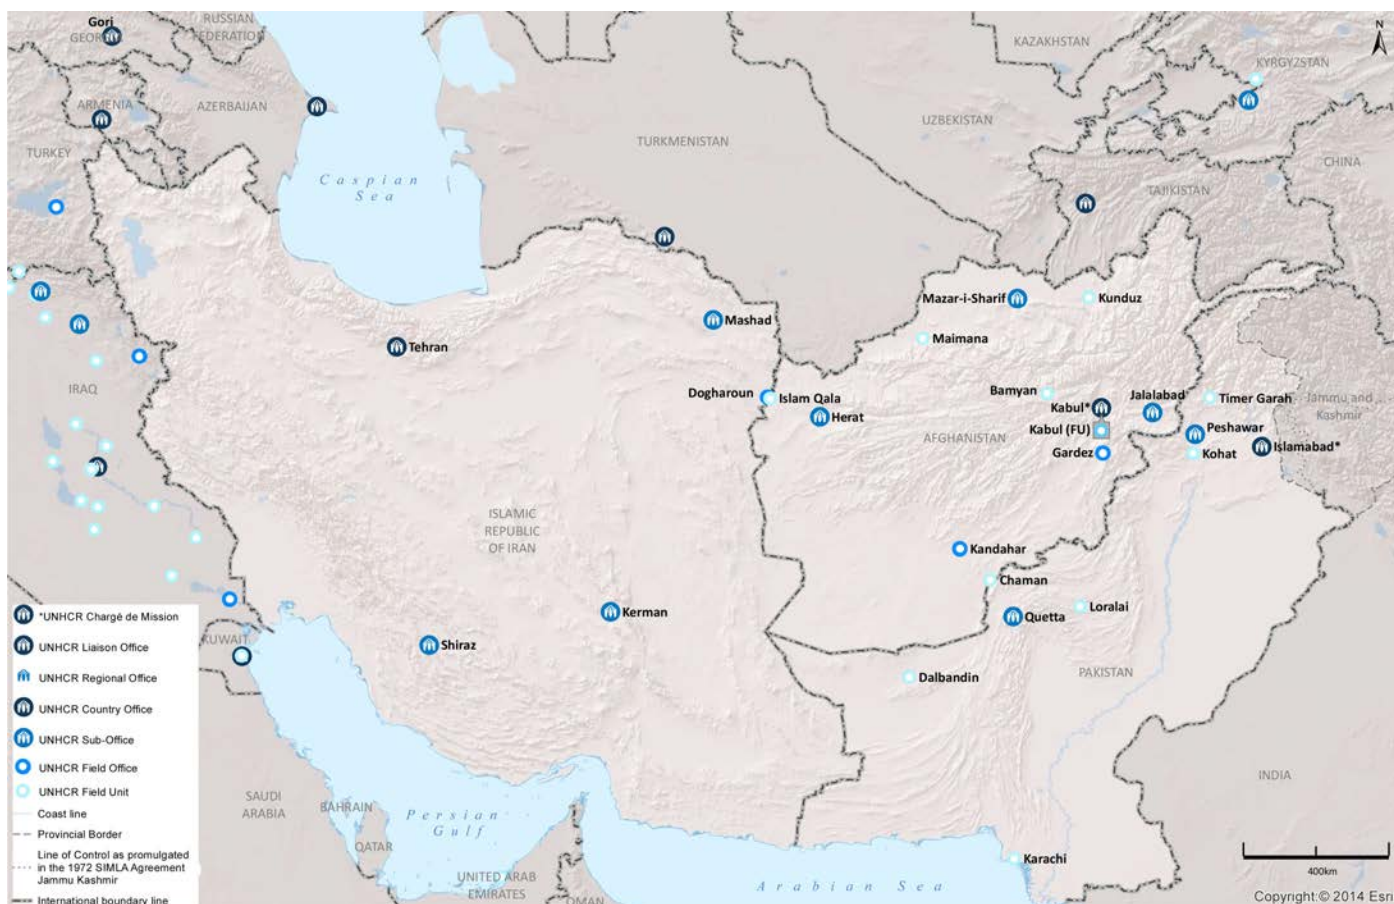 Gori
GEORGIA
RUSSIAN
FEDERATION
N
KAZAKHSTAN
KYRGYZSTAN
ARMENIA
AZERBAIJAN
UZBEKISTAN
TURKMENISTAN
TURKEY
CHINA
Caspian
Sea
TAJIKISTAN
Mazar-i-Sharif
Kunduz
Mashad
Maimana
Tehran
IRAQ
Dogharoun
Islam Qala
Herat
Bamyan
Kabul*
Jalalabad
Timer Garah
Jammu and
Kashmir
AFGHANISTAN
Kabul (FU)
Peshawar
Islamabad*
Gardez
Kohat
ISLAMIC
REPUBLIC
OF IRAN
Kandahar
Chaman
Kerman
Loralai
Quetta
Shiraz
KUWAIT
Dalbandin
PAKISTAN
*UNHCR Chargé de Mission
UNHCR Liaison Office
UNHCR Regional Office
UNHCR Country Office
UNHCR Sub-Office
UNHCR Field Office
UNHCR Field Unit
Coast line
Provincial Border
Line of Control as promulgated
in the 1972 SIMLA Agreement
Jammu Kashmir
International boundary line
INDIA
SAUDI
ARABIA
BAHRAIN
Persian
Gulf
QATAR
UNITED ARAB
EMIRATES
OMAN
Arabian Sea
Karachi
400km
Copyright:© 2014 Esri